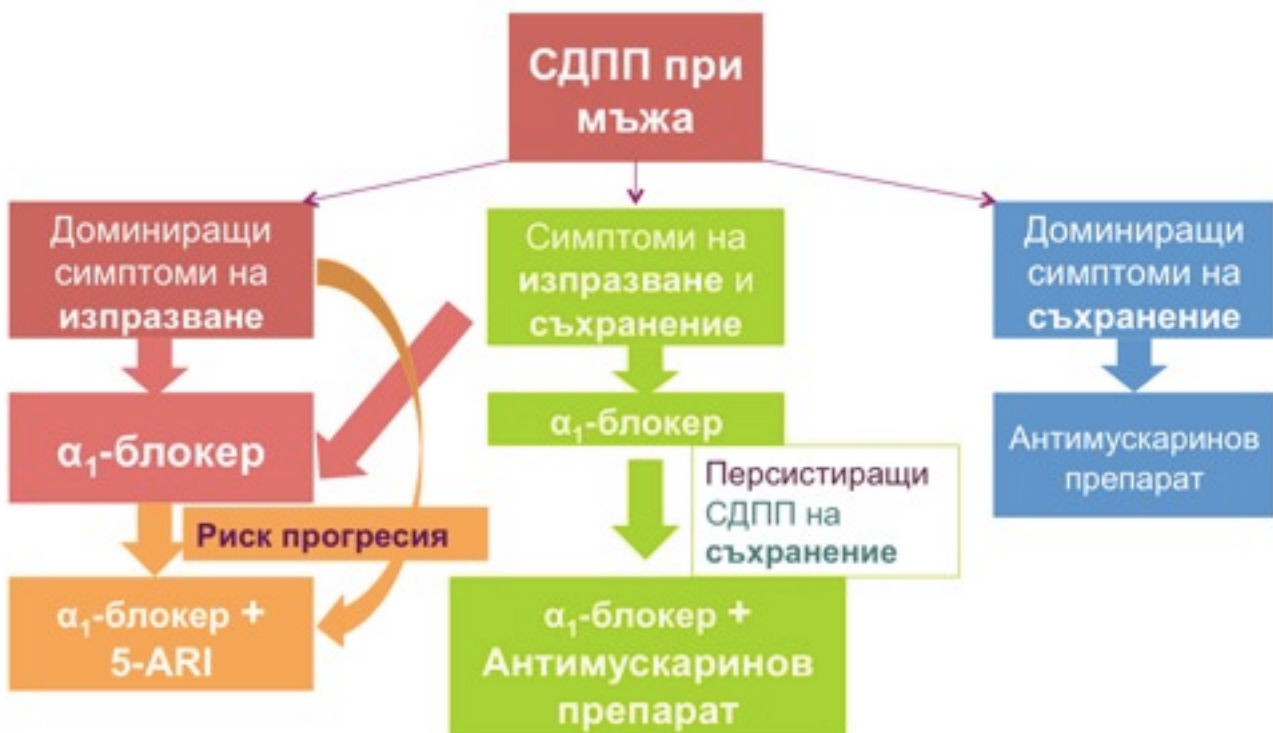 СДПП при
мъжа
Доминиращи
симптоми на
изпразване
Симптоми на
изпразване и
съхранение
Доминиращи
симптоми на
съхранение
α₁-блокер
α₁-блокер
Антимускаринов
препарат
Риск прогресия
Персистиращи
СДПП на
съхранение
α₁-блокер +
5-ARI
α₁-блокер +
Антимускаринов
препарат